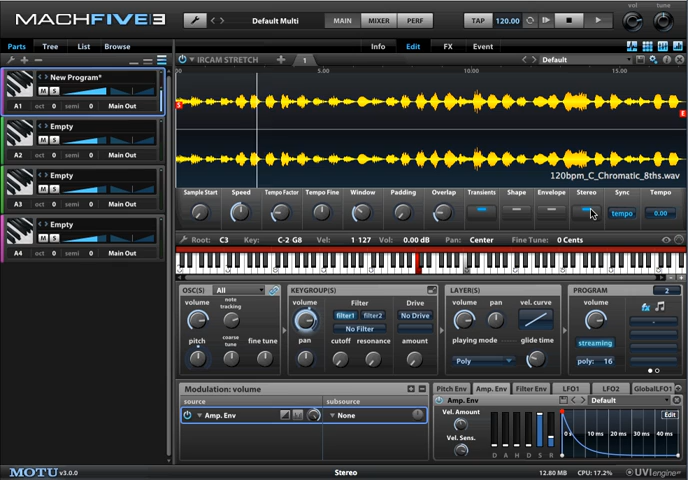 MACHFIVE 3 Default Multi MAIN MIXER PERF TAP 120.00 vol tune
Parts Tree List Browse Info Edit FX Event
IRCAM STRETCH 1 Default
5.00 10.00 15.00
New Program*
M S
A1 oct 0 semi 0 Main Out
Empty
M S
A2 oct 0 semi 0 Main Out
Empty
M S
A3 oct 0 semi 0 Main Out
Empty
M S
A4 oct 0 semi 0 Main Out
S E
120bpm_C_Chromatic_8ths.wav
Sample Start Speed Tempo Factor Tempo Fine Window Padding Overlap Transients Shape Envelope Stereo Sync Tempo
tempo 0.00
Root: C3 Key: C-2 G8 Vel: 1 127 Vol: 0.00 dB Pan: Center Fine Tune: 0 Cents
OSC(S) All KEYGROUP(S) LAYER(S) PROGRAM 2
volume note tracking volume Filter Drive volume pan vel. curve volume
filter1 filter2 No Drive
No Filter
pitch coarse tune fine tune pan cutoff resonance amount playing mode glide time streaming
Poly poly: 16
Modulation: volume
source subsource
Amp. Env None
Pitch Env Amp. Env Filter Env LFO1 LFO2 GlobalLFO1
Amp. Env Default
Vel. Amount
Vel. Sens.
D A H D S R
Edit
0 s 10 ms 20 ms 30 ms 40 ms
MOTU v3.0.0 Stereo 12.80 MB CPU: 17.2% UVI engine